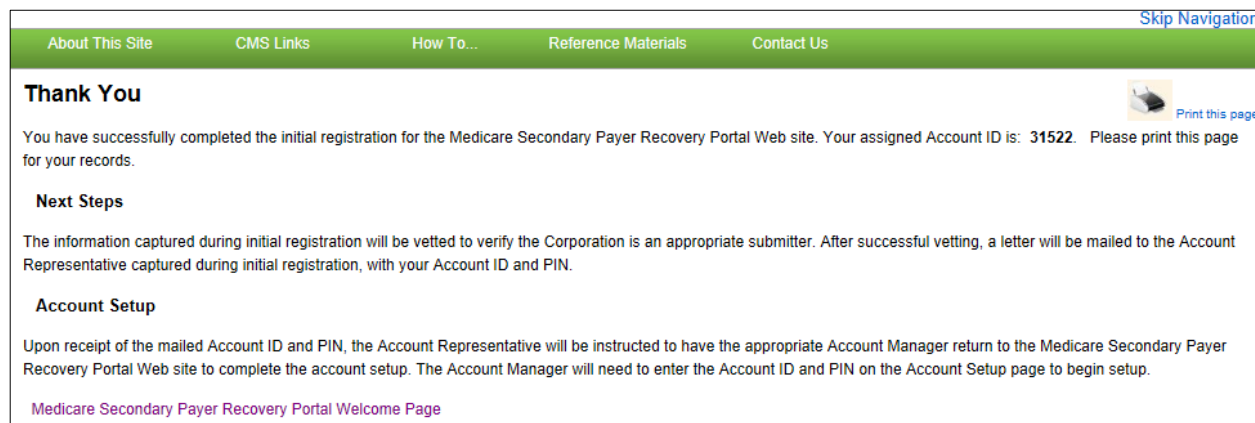 Skip Navigation
About This Site CMS Links How To... Reference Materials Contact Us
Thank You
Print this page
You have successfully completed the initial registration for the Medicare Secondary Payer Recovery Portal Web site. Your assigned Account ID is: 31522. Please print this page
for your records.
Next Steps
The information captured during initial registration will be vetted to verify the Corporation is an appropriate submitter. After successful vetting, a letter will be mailed to the Account
Representative captured during initial registration, with your Account ID and PIN.
Account Setup
Upon receipt of the mailed Account ID and PIN, the Account Representative will be instructed to have the appropriate Account Manager return to the Medicare Secondary Payer
Recovery Portal Web site to complete the account setup. The Account Manager will need to enter the Account ID and PIN on the Account Setup page to begin setup.
Medicare Secondary Payer Recovery Portal Welcome Page